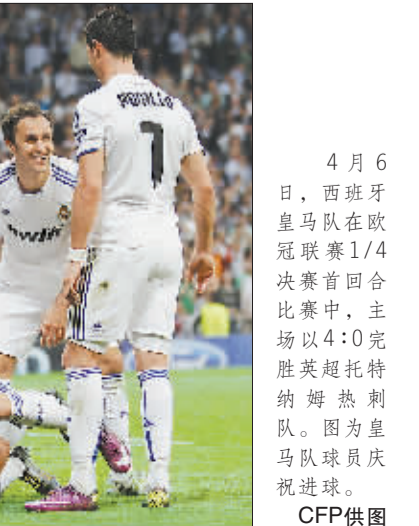 RONALDO
7
bwin
4月6
日，西班牙
皇马队在欧
冠联赛1/4
决赛首回合
比赛中，主
场以4:0完
胜英超托特
纳姆热刺
队。图为皇
马队球员庆
祝进球。
CFP供图